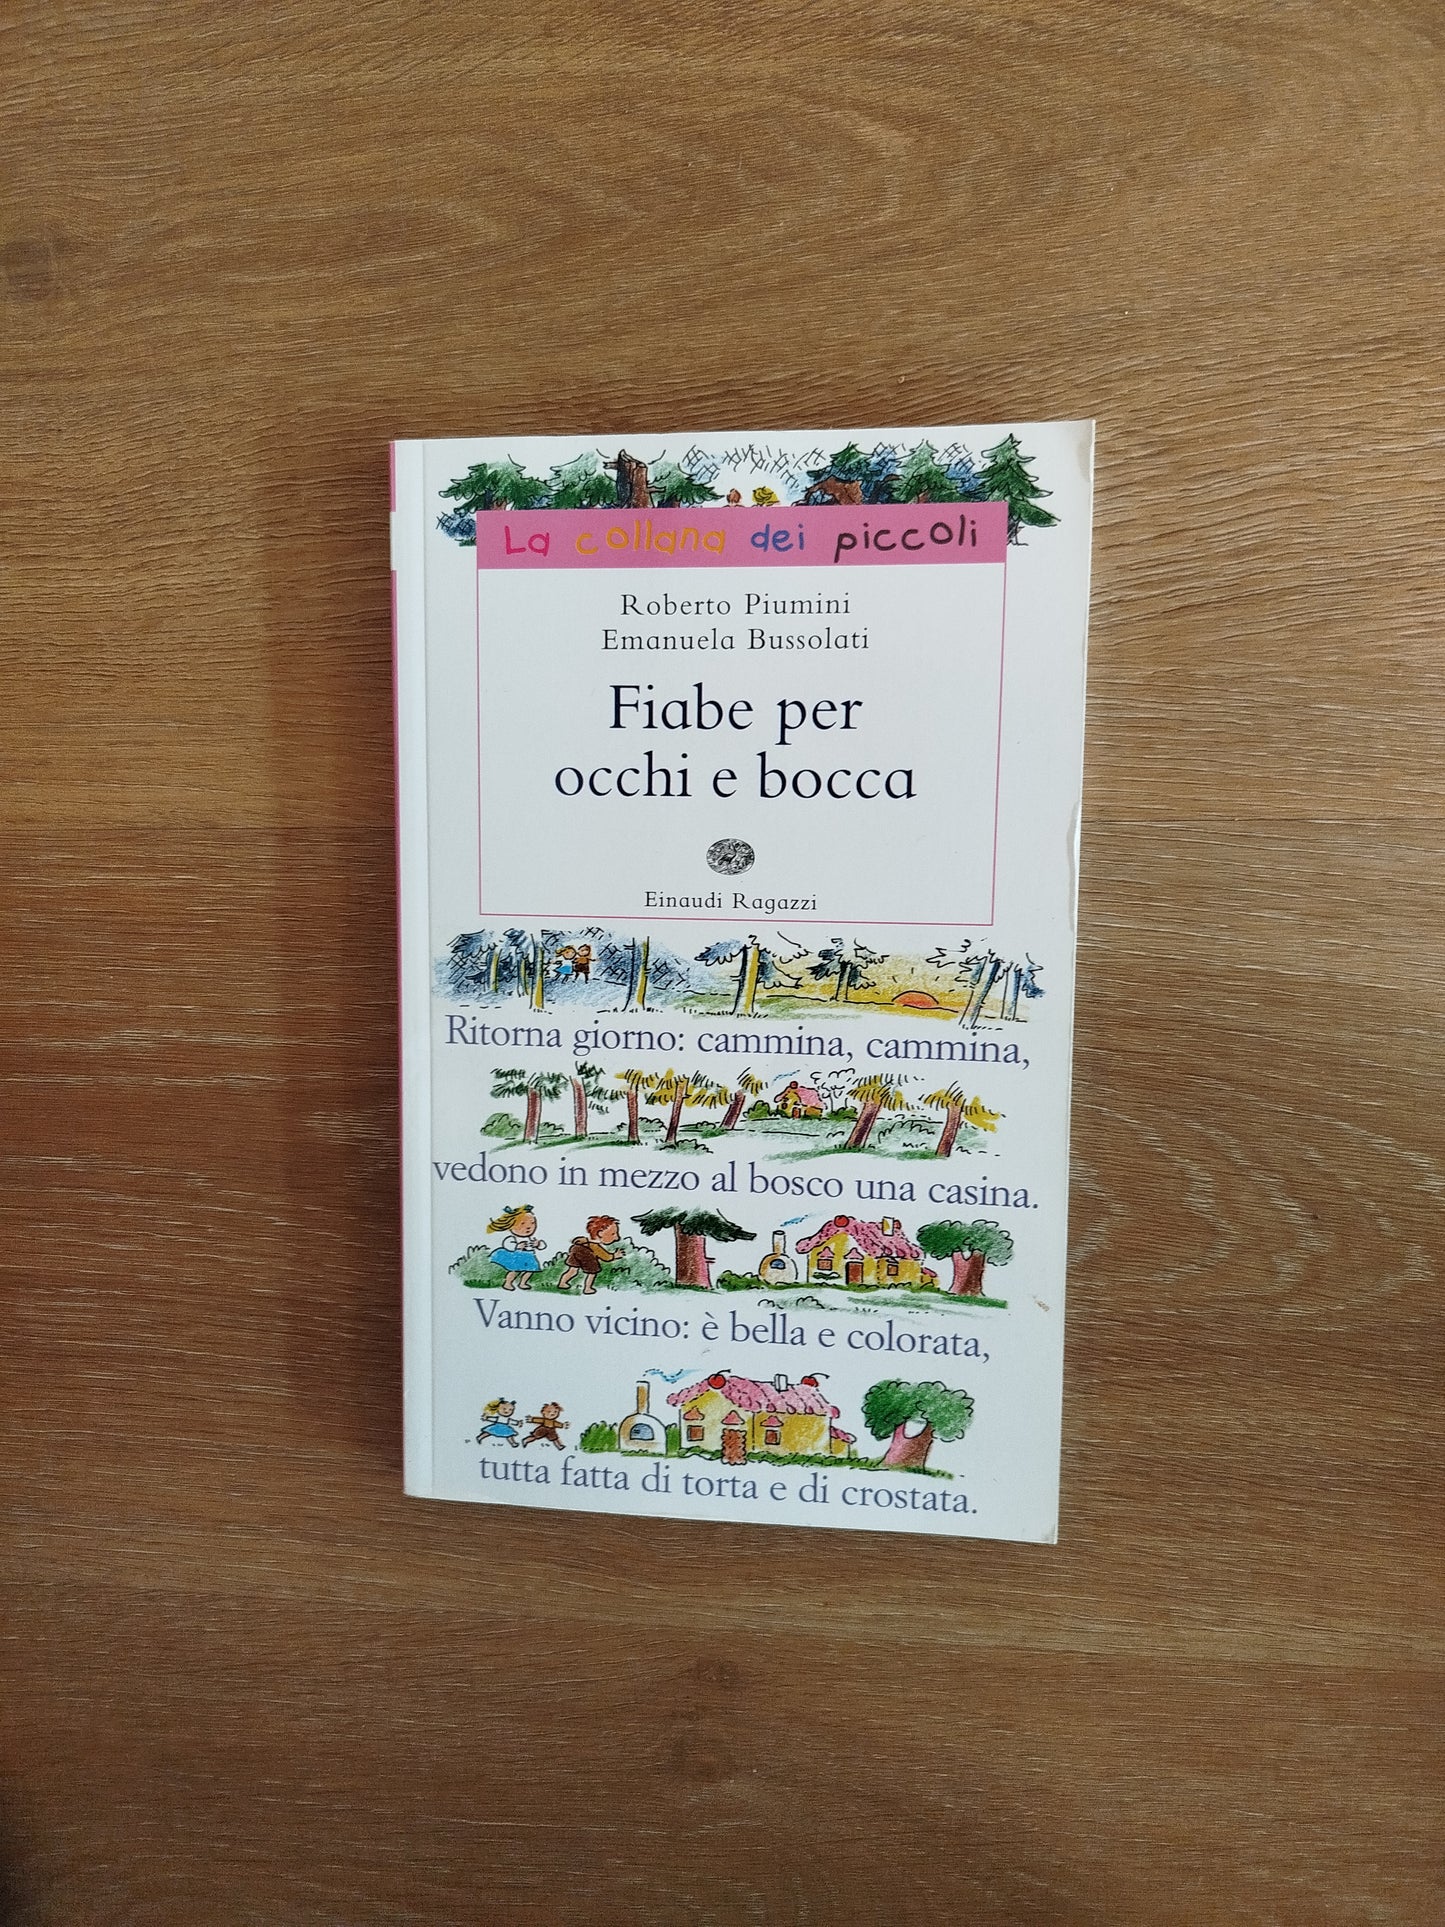 La collana dei piccoli
Roberto Piumini
Emanuela Bussolati
Fiabe per
occhi e bocca
Einaudi Ragazzi
Ritorna giorno: cammina, cammina,
vedono in mezzo al bosco una casina.
Vanno vicino: è bella e colorata,
tutta fatta di torta e di crostata.